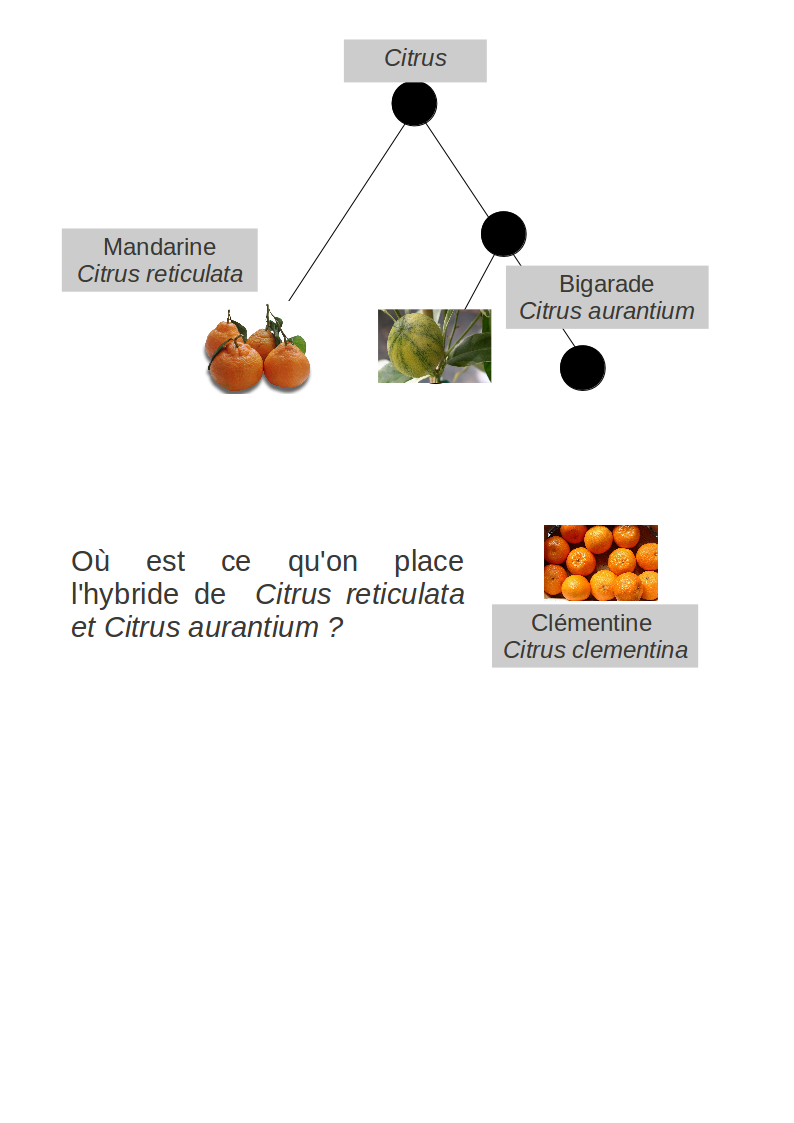 Citrus
Mandarine
Citrus reticulata
Bigarade
Citrus aurantium
Où est ce qu'on place
l'hybride de Citrus reticulata
et Citrus aurantium ?
Clémentine
Citrus clementina